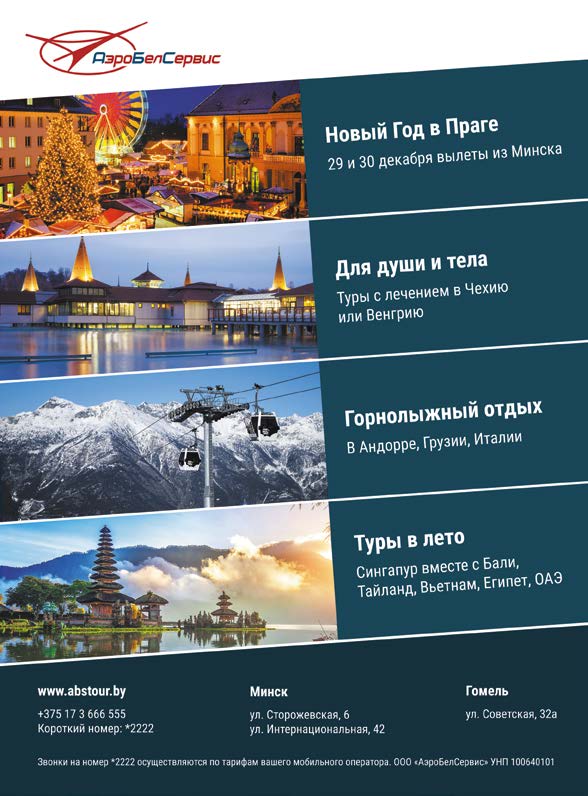 АэроБелСервис
Новый Год в Праге
29 и 30 декабря вылеты из Минска
Для души и тела
Туры с лечением в Чехию
или Венгрию
Горнолыжный отдых
В Андорре, Грузии, Италии
Туры в лето
Сингапур вместе с Бали,
Тайланд, Вьетнам, Египет, ОАЭ
www.abstour.by
+375 17 3 666 555
Короткий номер: *2222
Минск
ул. Сторожевская, 6
ул. Интернациональная, 42
Гомель
ул. Советская, 32а
Звонки на номер *2222 осуществляются по тарифам вашего мобильного оператора. ООО «АэроБелСервис» УНП 100640101